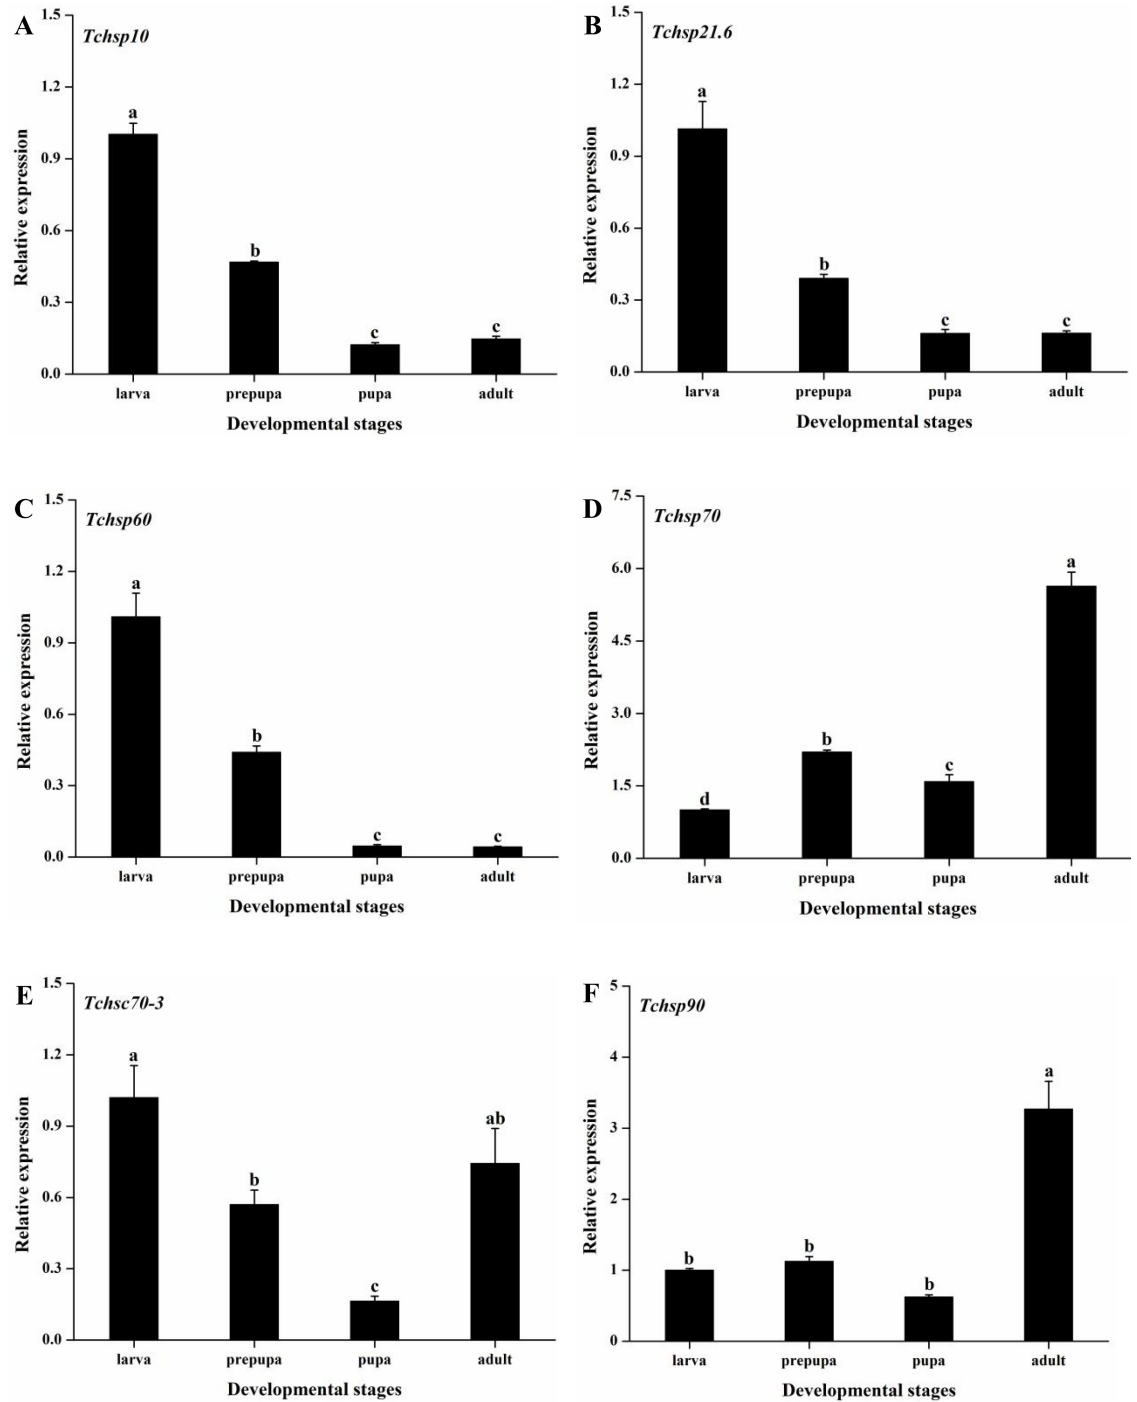 A
Tchsp10
1.5
1.2
0.9
0.6
0.3
0.0
Relative expression
a
b
c
c
larva prepupa pupa adult
Developmental stages
B
Tchsp21.6
1.5
1.2
0.9
0.6
0.3
0.0
Relative expression
a
b
c
c
larva prepupa pupa adult
Developmental stages
C
Tchsp60
1.5
1.2
0.9
0.6
0.3
0.0
Relative expression
a
b
c
c
larva prepupa pupa adult
Developmental stages
D
Tchsp70
7.5
6.0
4.5
3.0
1.5
0.0
Relative expression
d
b
c
a
larva prepupa pupa adult
Developmental stages
E
Tchsc70-3
1.5
1.2
0.9
0.6
0.3
0.0
Relative expression
a
b
c
ab
larva prepupa pupa adult
Developmental stages
F
Tchsp90
5
4
3
2
1
0
Relative expression
b
b
b
a
larva prepupa pupa adult
Developmental stages